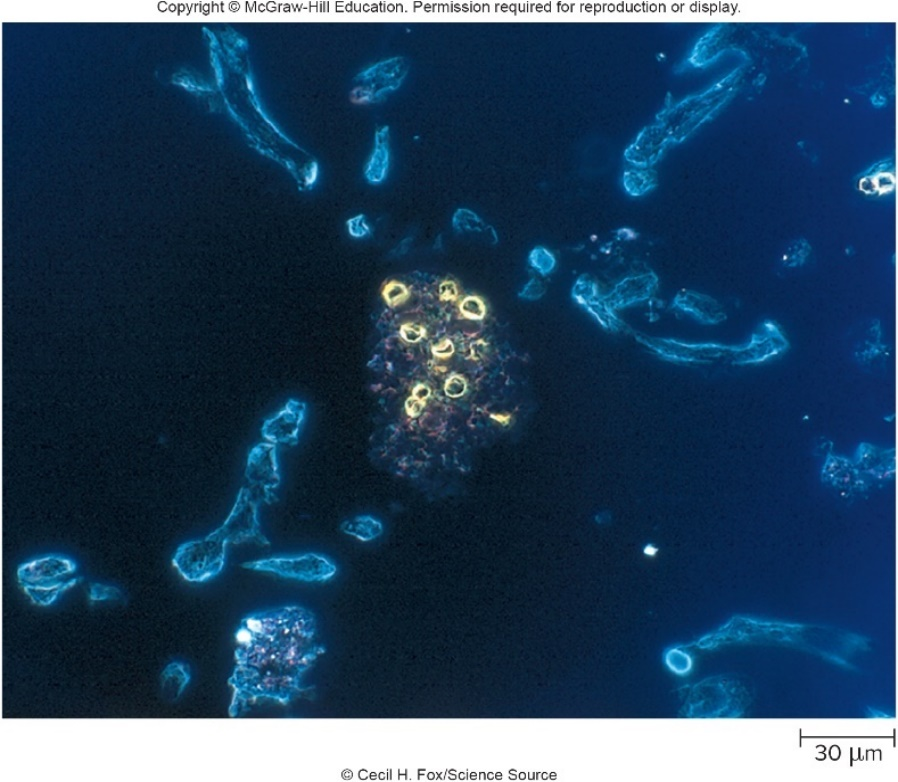 Copyright © McGraw-Hill Education. Permission required for reproduction or display.
30 μm
© Cecil H. Fox/Science Source